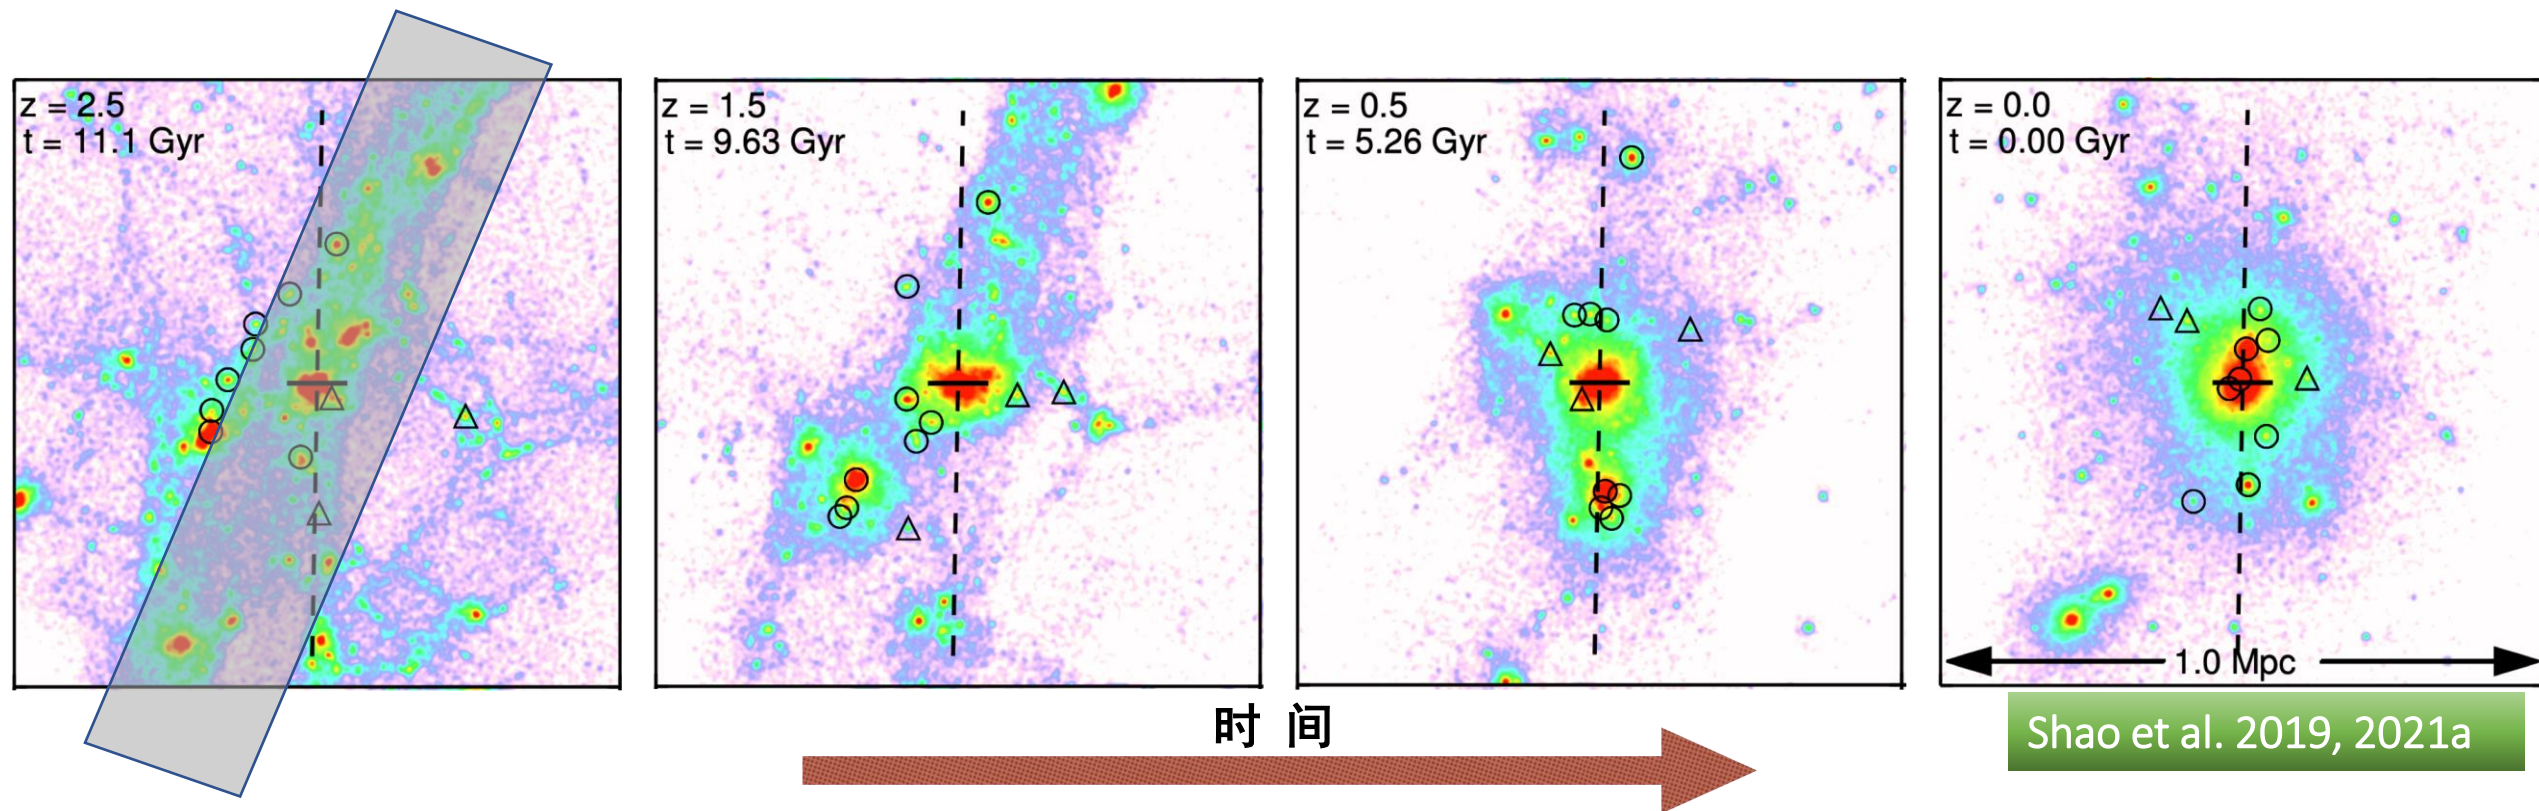 z = 2.5
t = 11.1 Gyr
z = 1.5
t = 9.63 Gyr
z = 0.5
t = 5.26 Gyr
z = 0.0
t = 0.00 Gyr
1.0 Mpc
时 间
Shao et al. 2019, 2021a